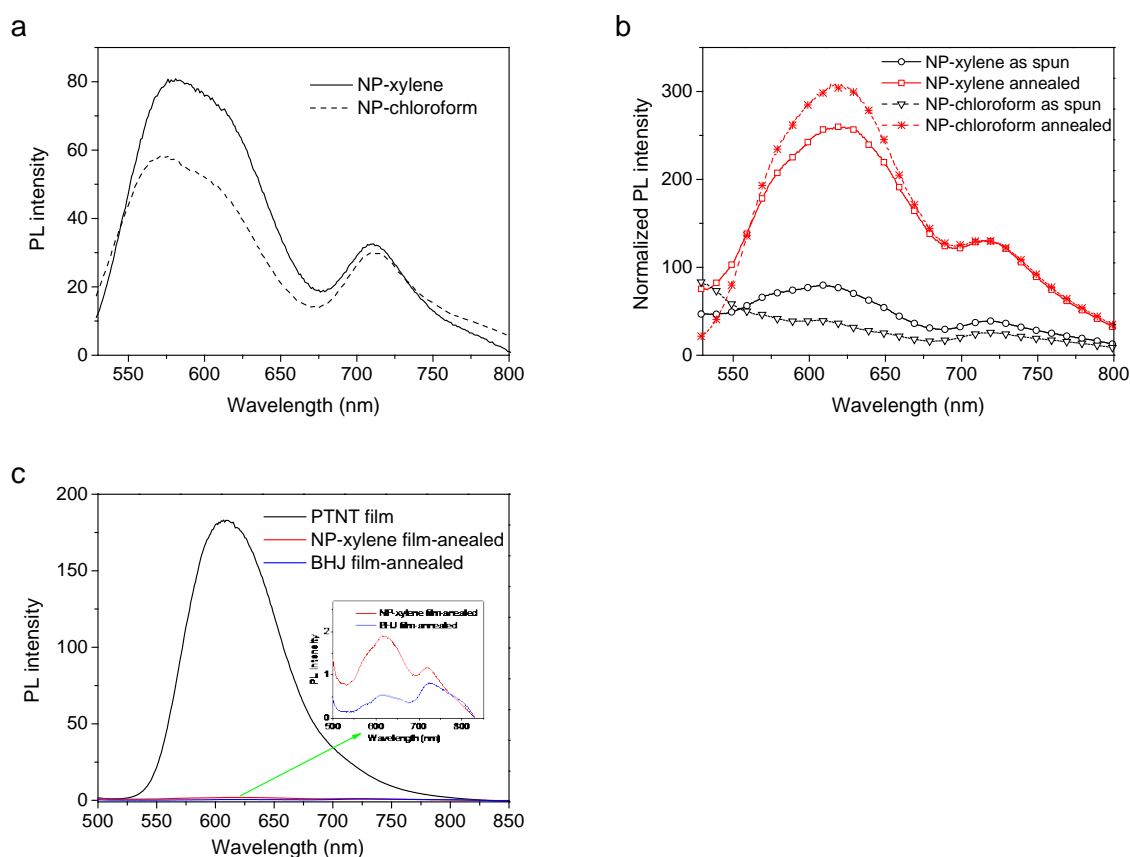 a
PL intensity
80
60
40
20
0
550 600 650 700 750 800
Wavelength (nm)
NP-xylene
NP-chloroform
b
Normalized PL intensity
300
200
100
0
550 600 650 700 750 800
Wavelength (nm)
NP-xylene as spun
NP-xylene annealed
NP-chloroform as spun
NP-chloroform annealed
c
PL intensity
200
150
100
50
0
500 550 600 650 700 750 800 850
Wavelength (nm)
PTNT film
NP-xylene film-anealed
BHJ film-annealed
NP-xylene film-anealed
BHJ film-annealed
PL intensity
2
1
0
500 600 700 800
Wavelength (nm)